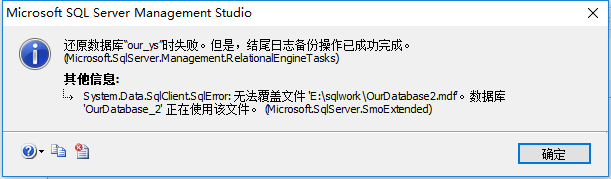 Microsoft SQL Server Management Studio
还原数据库“our_ys”时失败。但是，结尾日志备份操作已成功完成。
(Microsoft.SqlServer.Management.RelationalEngineTasks)
其他信息:
System.Data.SqlClient.SqlError: 无法覆盖文件 'E:\sqlwork\OurDatabase2.mdf'。数据库
'OurDatabase_2' 正在使用该文件。 (Microsoft.SqlServer.SmoExtended)
确定